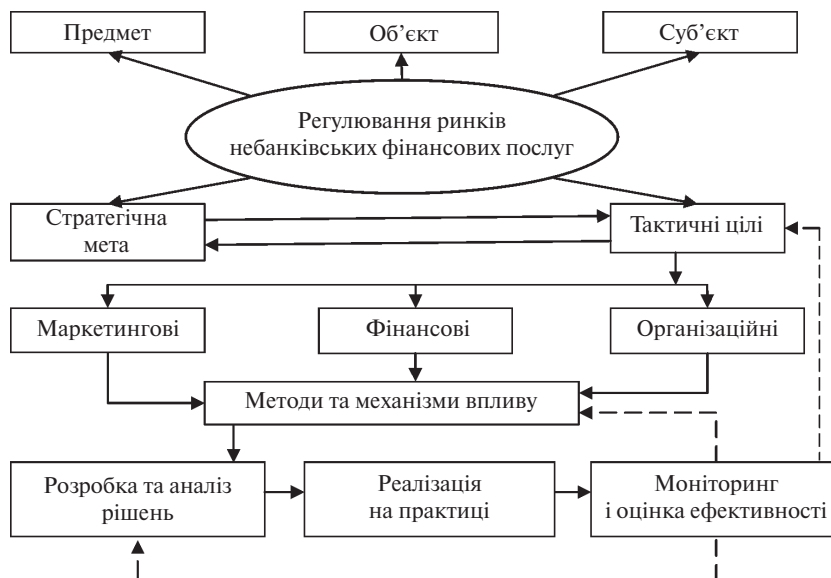 Предмет
Об’єкт
Суб’єкт
Регулювання ринків
небанківських фінансових послуг
Стратегічна
мета
Тактичні цілі
Маркетингові
Фінансові
Організаційні
Методи та механізми впливу
Розробка та аналіз
рішень
Реалізація
на практиці
Моніторинг
і оцінка ефективності